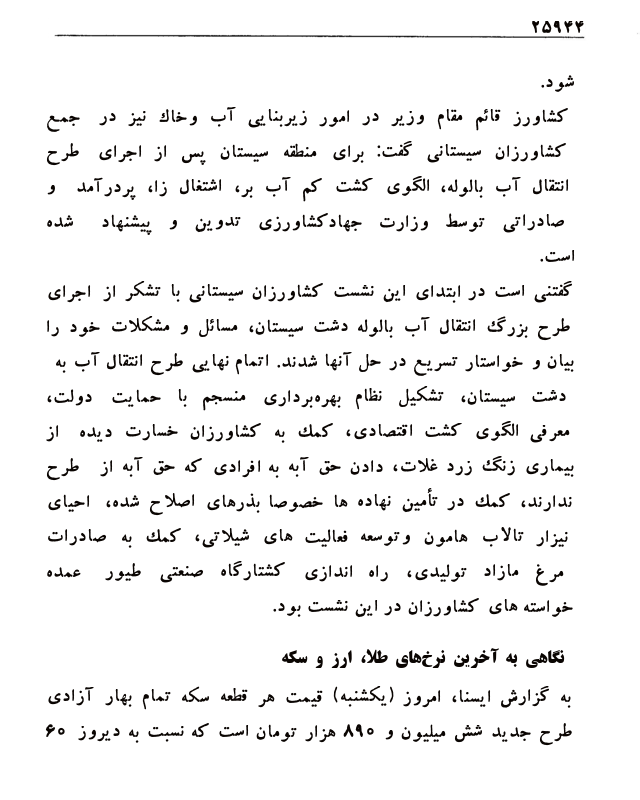 ۲۵۹۴۴
شود.
کشاورز قائم مقام وزیر در امور زیربنایی آب وخاك نیز در جمع
کشاورزان سیستانی گفت: برای منطقه سیستان پس از اجرای طرح
انتقال آب بالوله، الگوی کشت کم آب بر، اشتغال زا، پردرآمد و
صادراتی توسط وزارت جهادکشاورزی تدوین و پیشنهاد شده
است.
گفتنی است در ابتدای این نشست کشاورزان سیستانی با تشکر از اجرای
طرح بزرگ انتقال آب بالوله دشت سیستان، مسائل و مشکلات خود را
بیان و خواستار تسریع در حل آنها شدند. اتمام نهایی طرح انتقال آب به
دشت سیستان، تشکیل نظام بهره‌برداری منسجم با حمایت دولت،
معرفی الگوی کشت اقتصادی، کمك به کشاورزان خسارت دیده از
بیماری زنگ زرد غلات، دادن حق آبه به افرادی که حق آبه از طرح
ندارند، کمك در تأمین نهاده ها خصوصا بذرهای اصلاح شده، احیای
نیزار تالاب هامون وتوسعه فعالیت های شیلاتی، کمك به صادرات
مرغ مازاد تولیدی، راه اندازی کشتارگاه صنعتی طیور عمده
خواسته های کشاورزان در این نشست بود.
نگاهی به آخرین نرخ‌های طلا، ارز و سکه
به گزارش ایسنا، امروز (یکشنبه) قیمت هر قطعه سکه تمام بهار آزادی
طرح جدید شش میلیون و ۸۹۰ هزار تومان است که نسبت به دیروز ۶۰